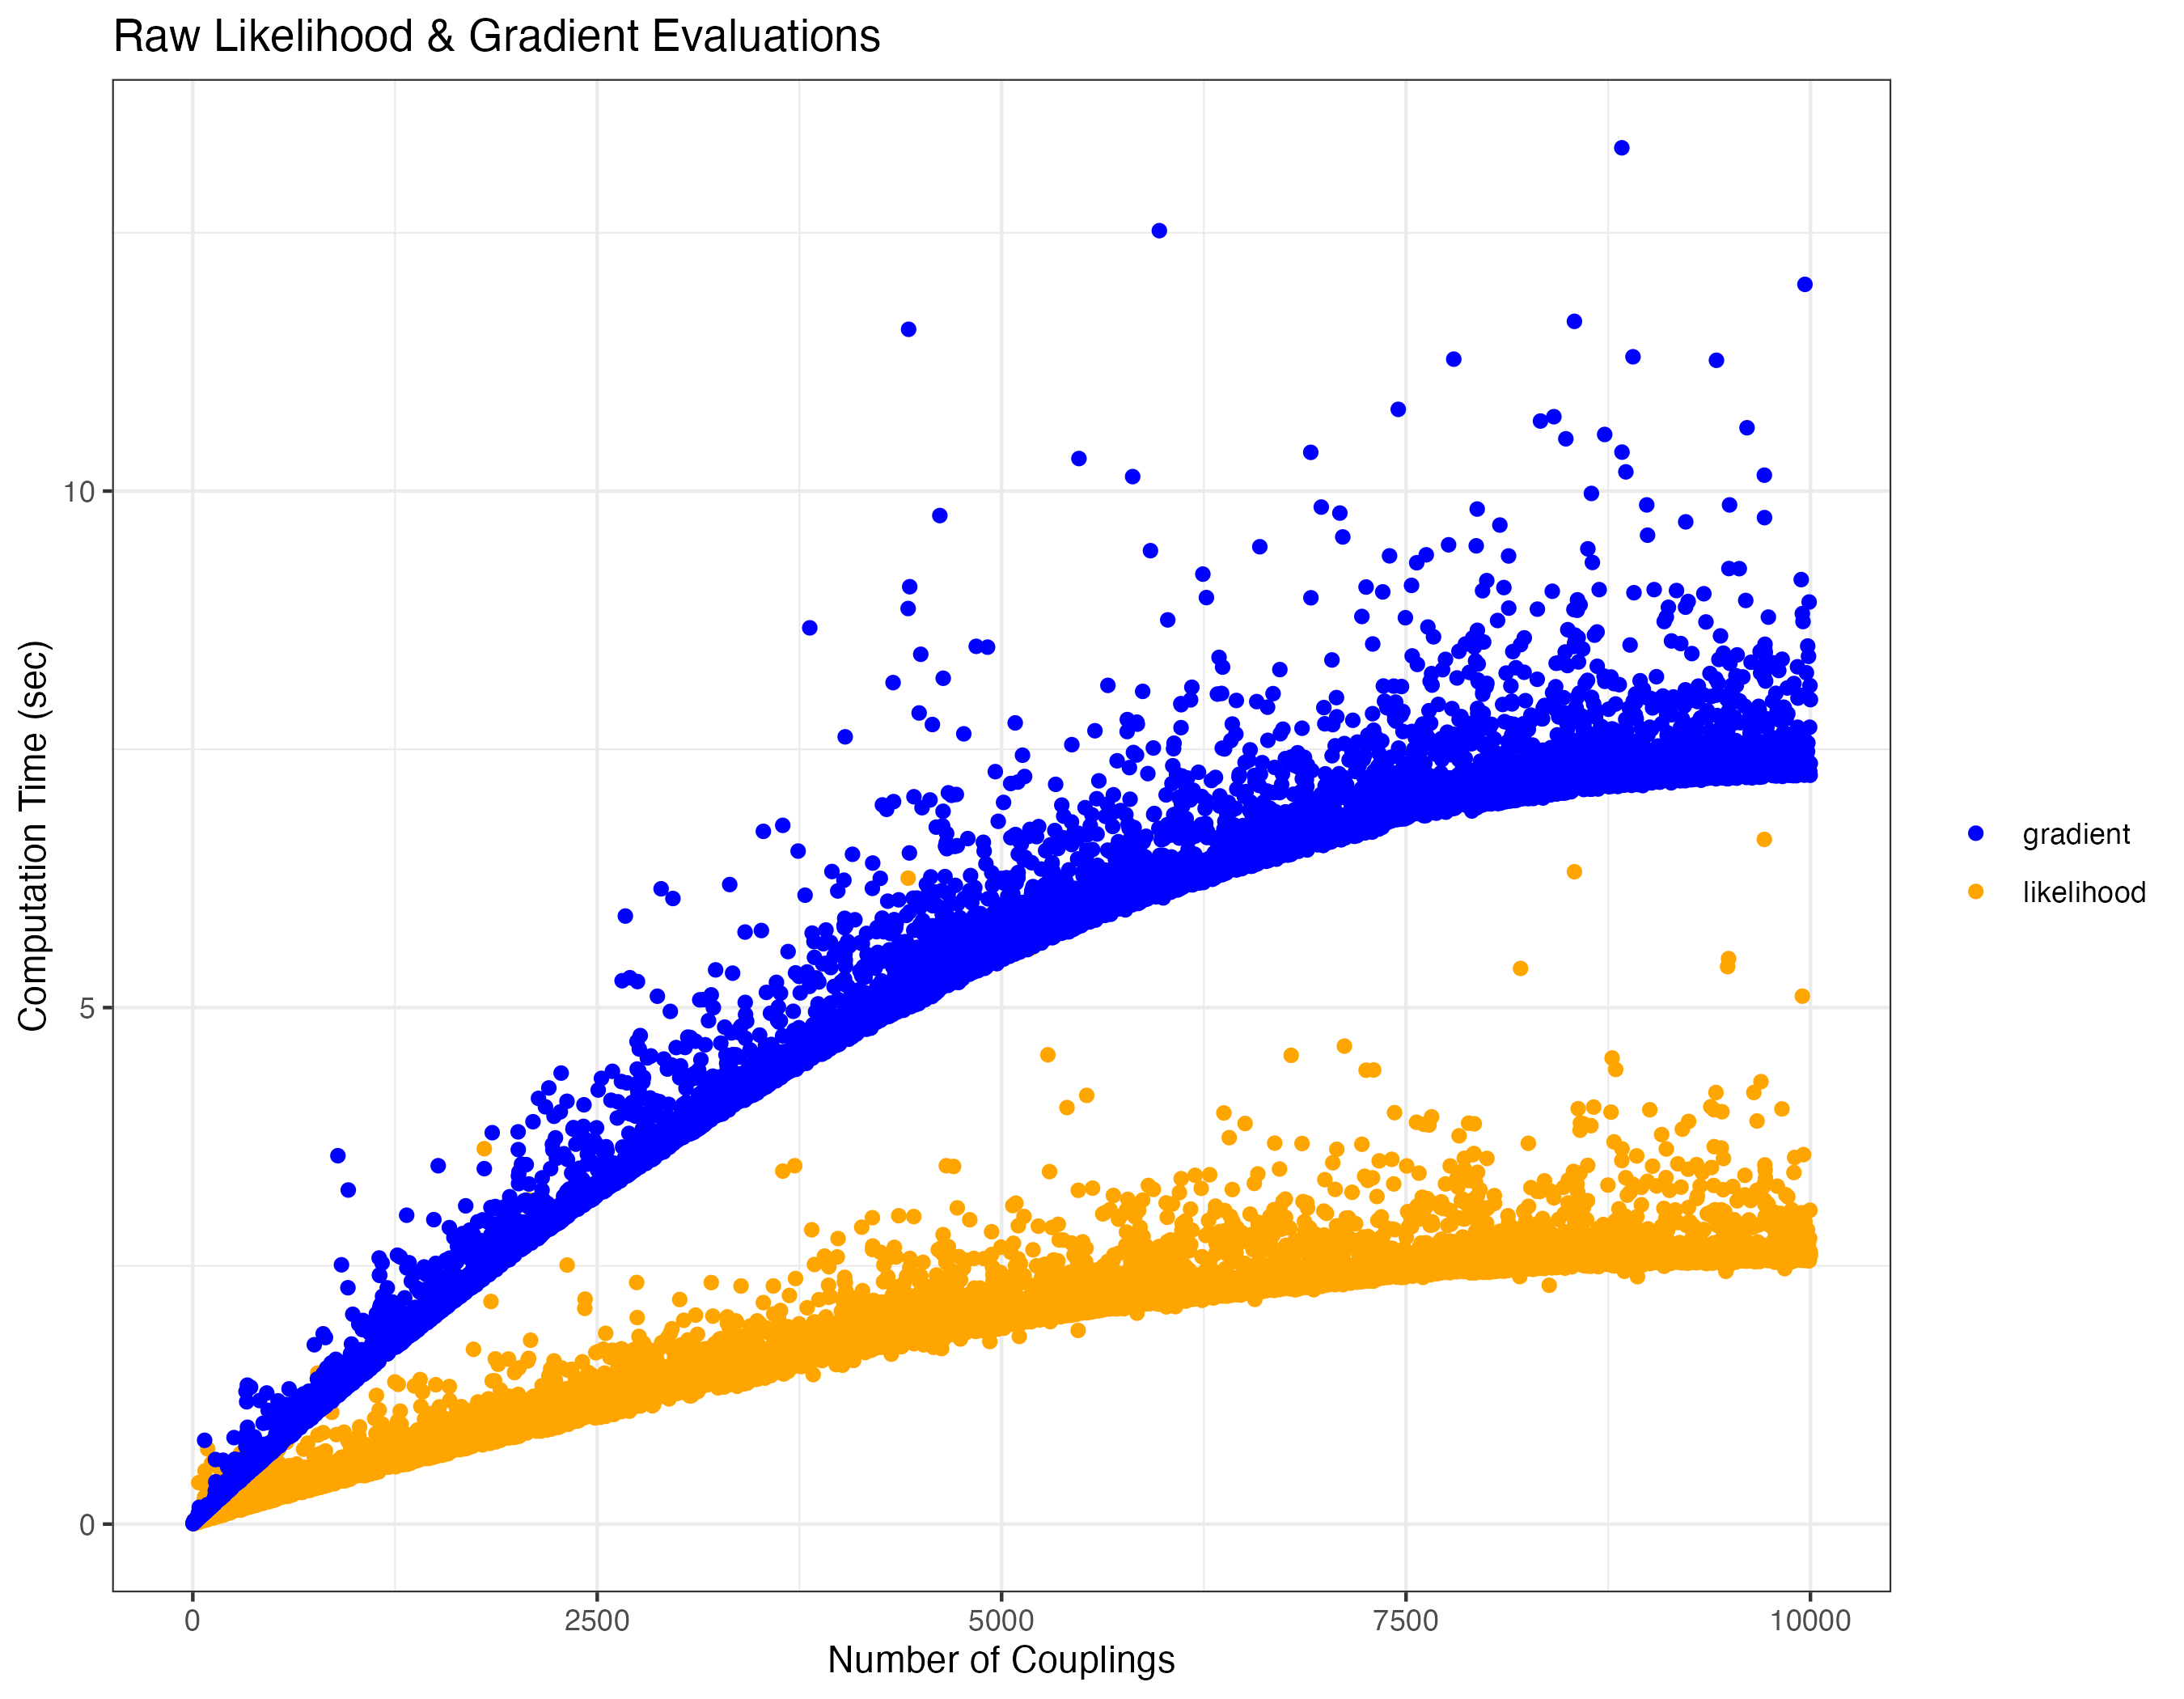 Raw Likelihood & Gradient Evaluations
Computation Time (sec)
10
5
0
0 2500 5000 7500 10000
Number of Couplings
gradient
likelihood